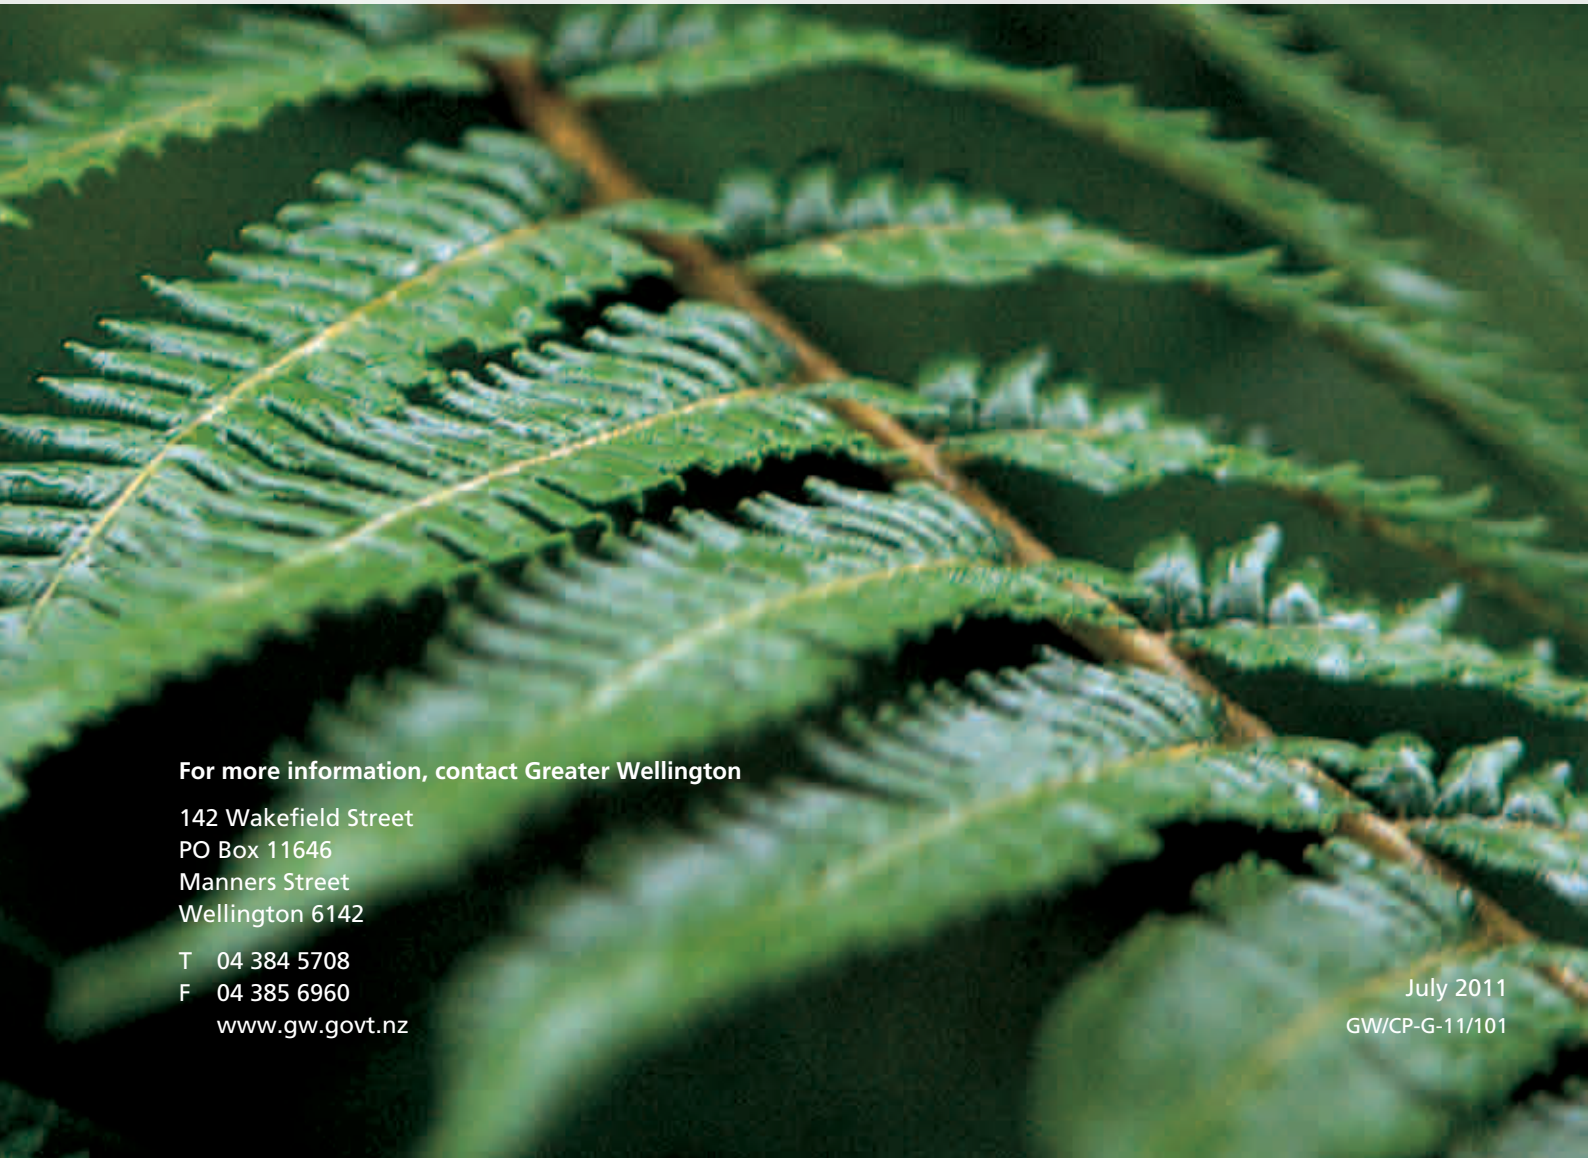 For more information, contact Greater Wellington
142 Wakefield Street
PO Box 11646
Manners Street
Wellington 6142
T 04 384 5708
F 04 385 6960
www.gw.govt.nz
July 2011
GW/CP-G-11/101